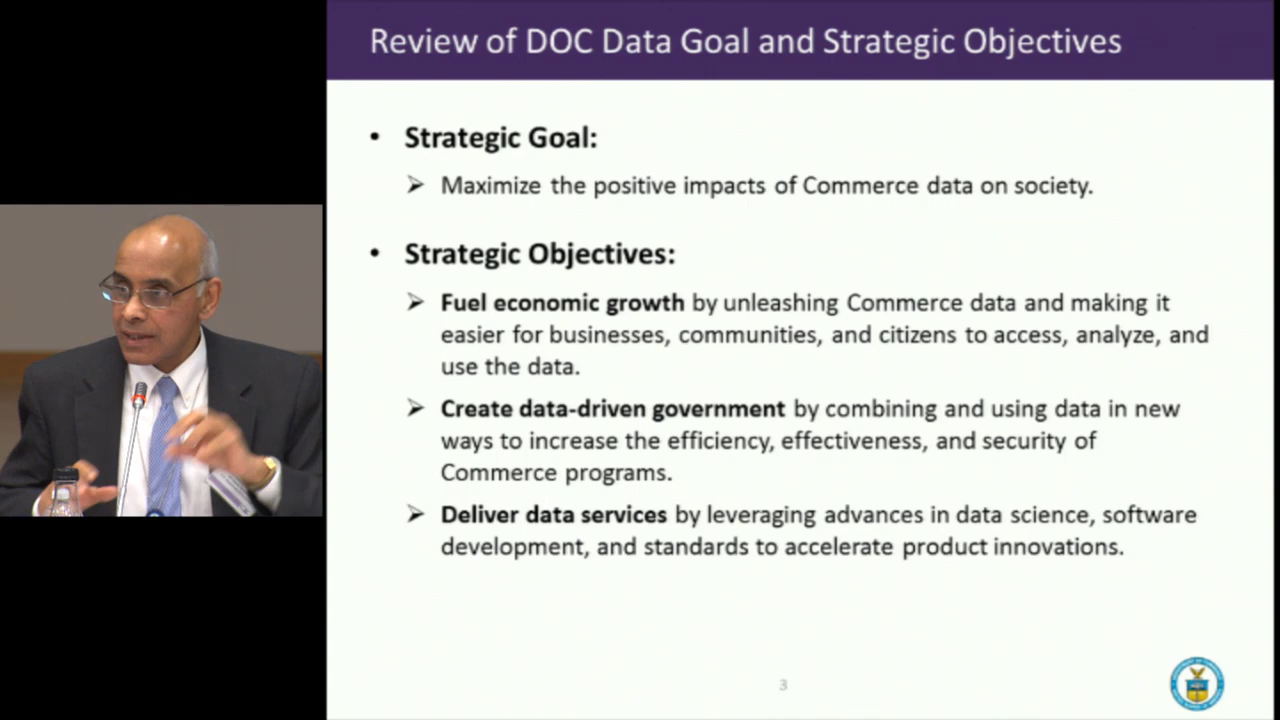 Review of DOC Data Goal and Strategic Objectives
• Strategic Goal:
➢ Maximize the positive impacts of Commerce data on society.
• Strategic Objectives:
➢ Fuel economic growth by unleashing Commerce data and making it
easier for businesses, communities, and citizens to access, analyze, and
use the data.
➢ Create data-driven government by combining and using data in new
ways to increase the efficiency, effectiveness, and security of
Commerce programs.
➢ Deliver data services by leveraging advances in data science, software
development, and standards to accelerate product innovations.
3